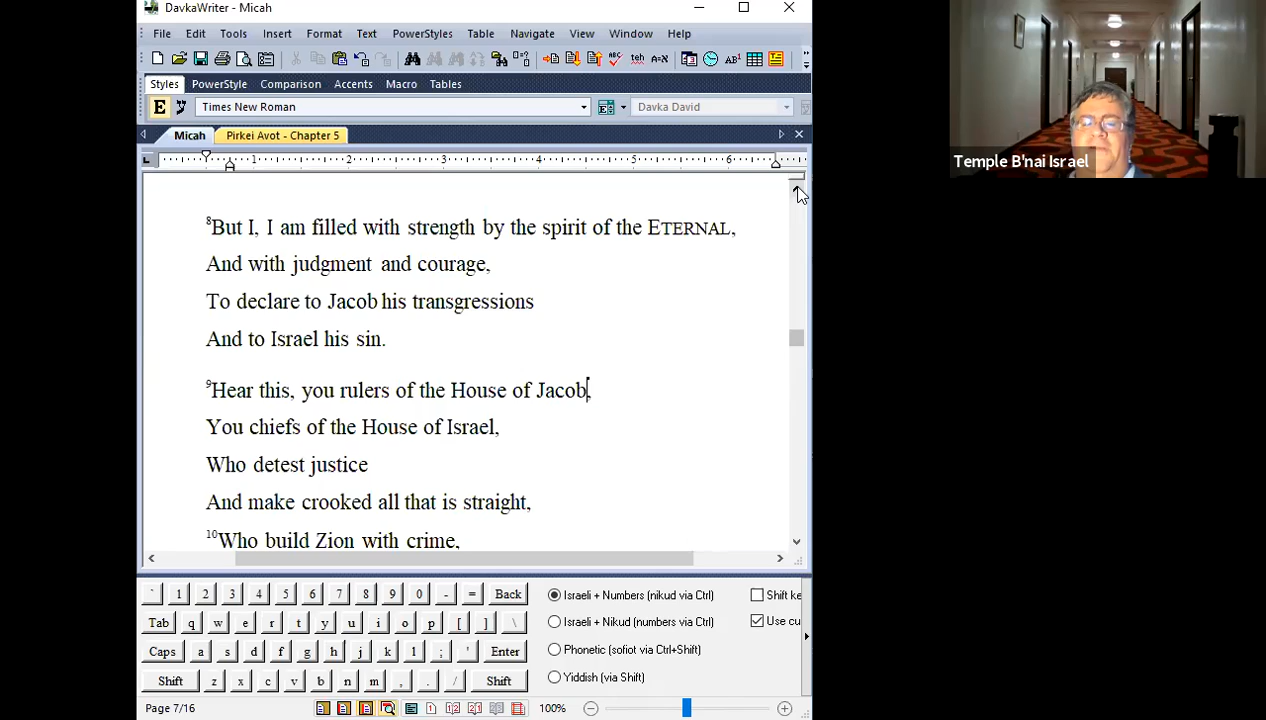 DavkaWriter - Micah
File Edit Tools Insert Format Text PowerStyles Table Navigate View Window Help
Styles PowerStyle Comparison Accents Macro Tables
E Times New Roman Davka David
Micah Pirkei Avot - Chapter 5
1 2 3 4 5 6
8But I, I am filled with strength by the spirit of the ETERNAL,
And with judgment and courage,
To declare to Jacob his transgressions
And to Israel his sin.
9Hear this, you rulers of the House of Jacob,
You chiefs of the House of Israel,
Who detest justice
And make crooked all that is straight,
10Who build Zion with crime,
` 1 2 3 4 5 6 7 8 9 0 - = Back
Tab q w e r t y u i o p [ ] \
Caps a s d f g h j k l ; ' Enter
Shift z x c v b n m , . / Shift
Israeli + Numbers (nikud via Ctrl)
Israeli + Nikud (numbers via Ctrl)
Phonetic (sofiot via Ctrl+Shift)
Yiddish (via Shift)
Shift ke
Use cu
Page 7/16 100%
Temple B'nai Israel